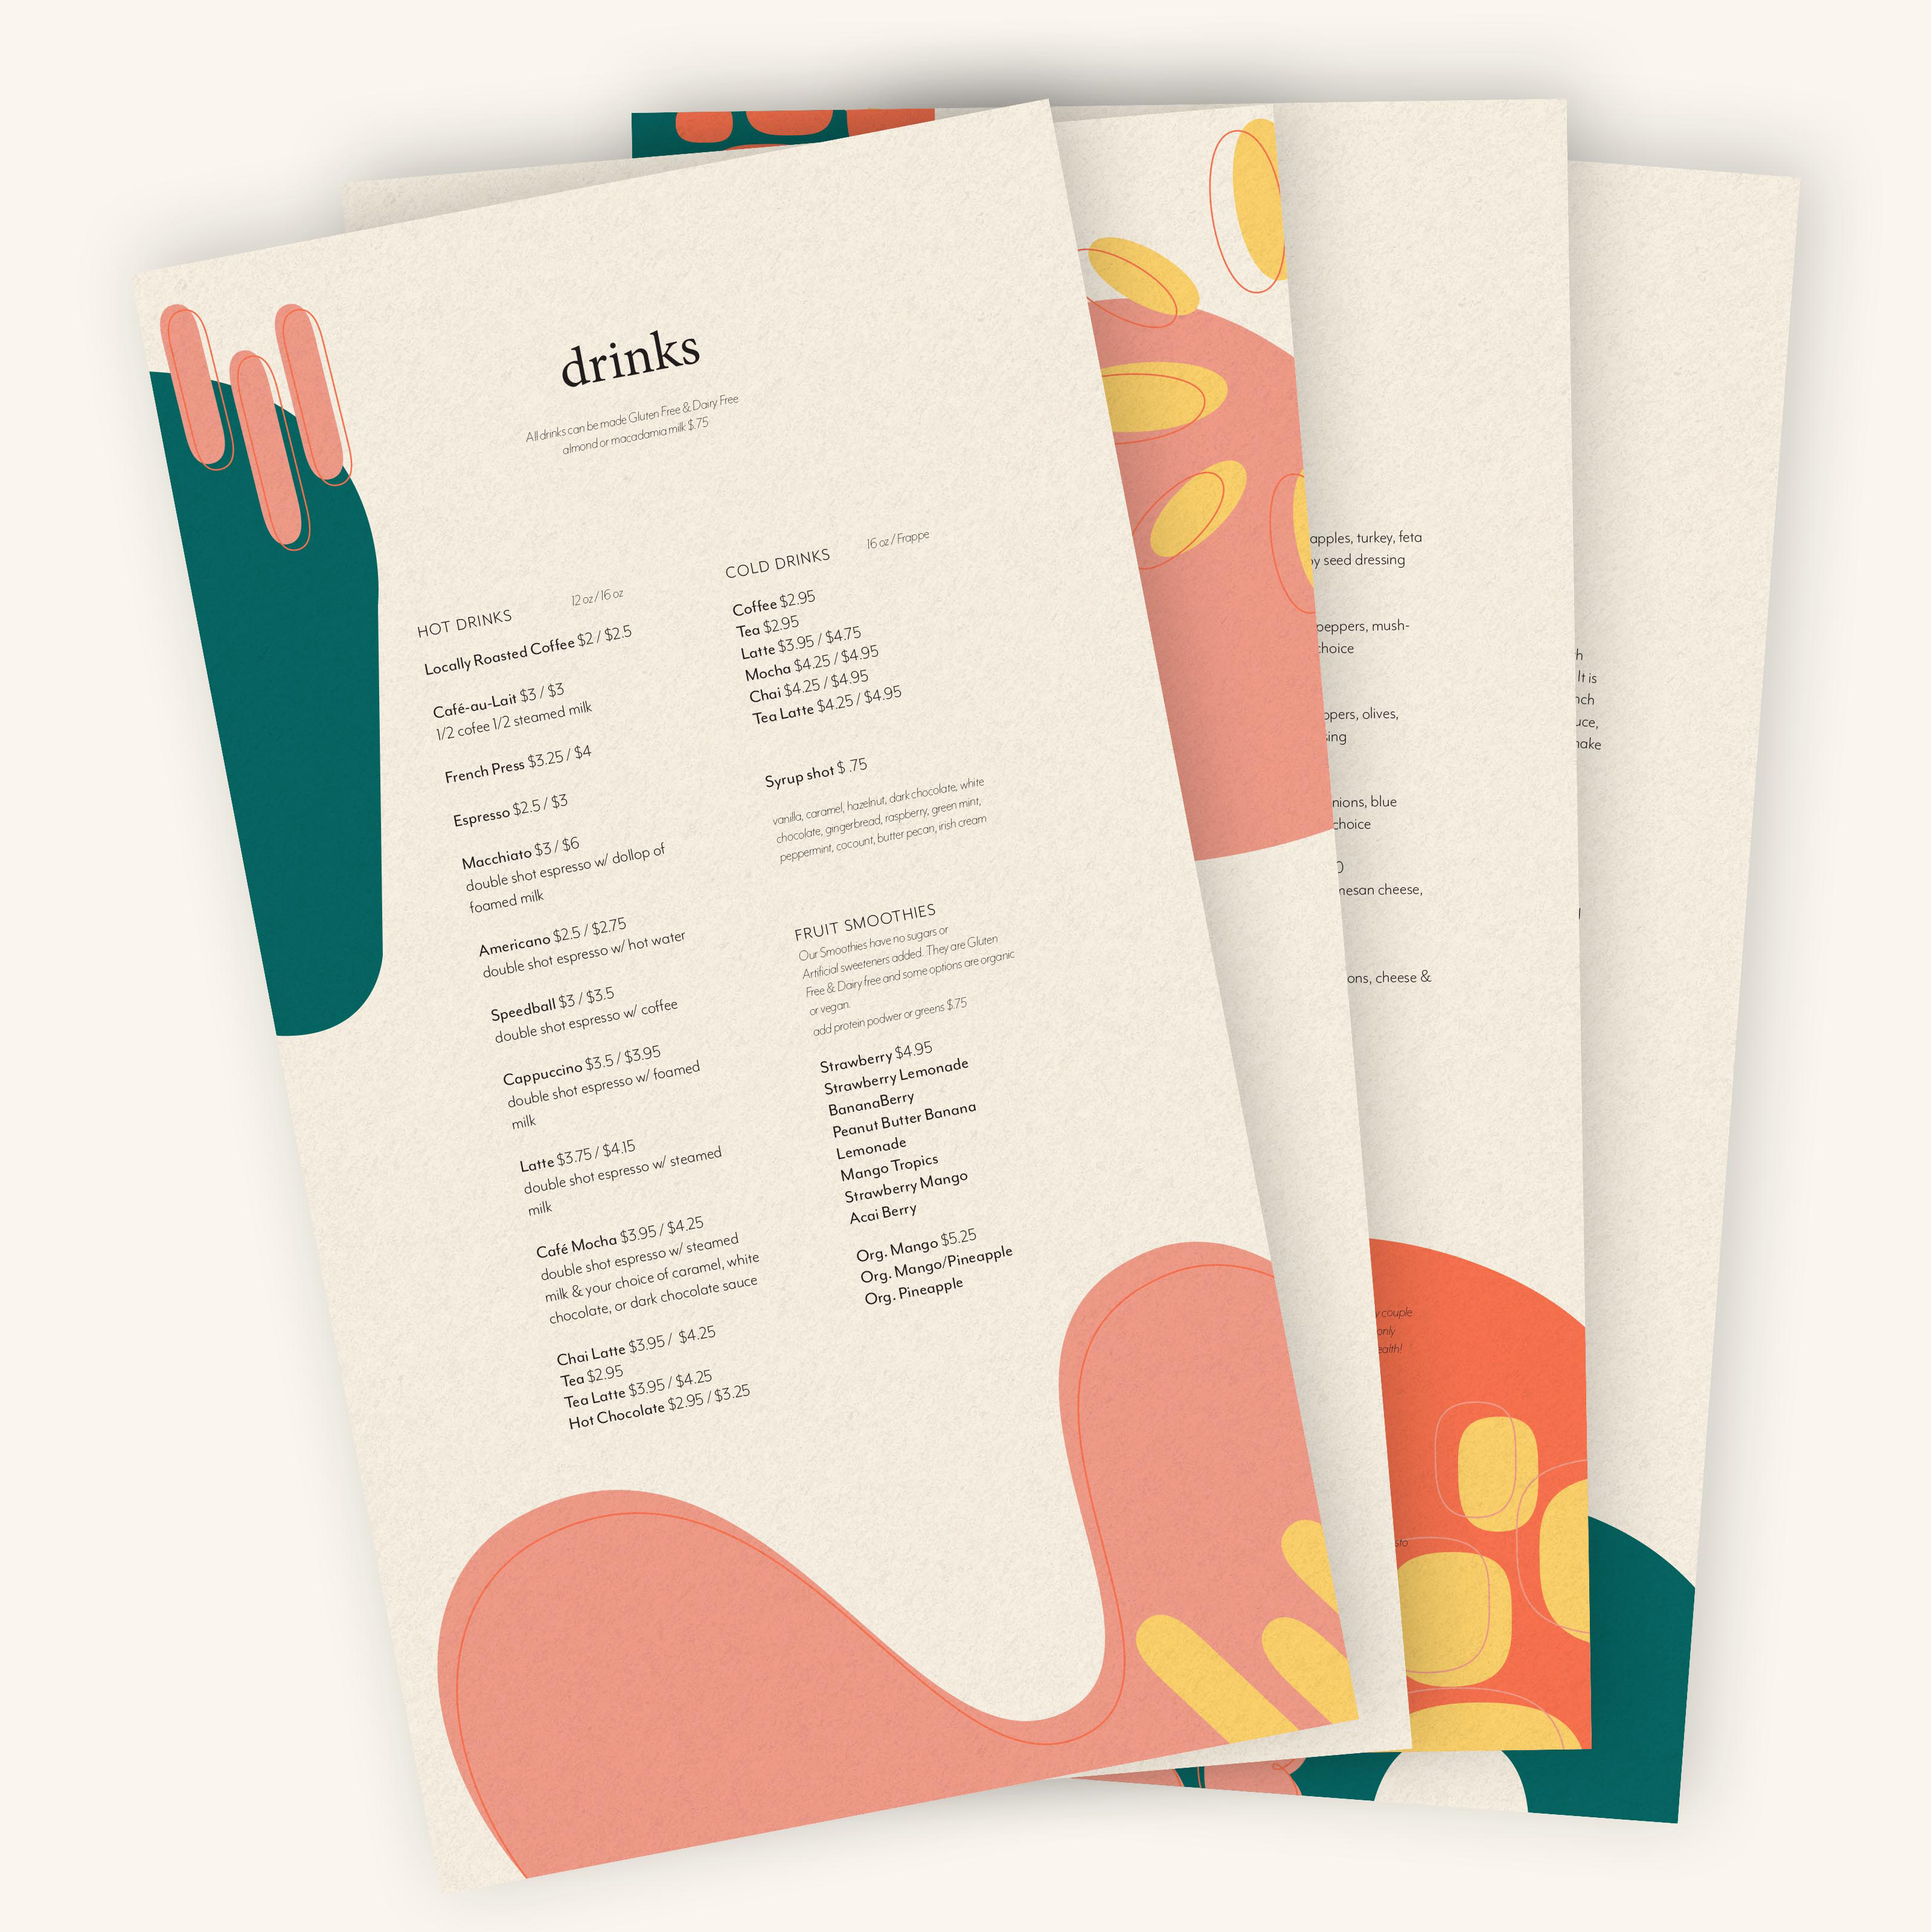 drinks
All drinks can be made Gluten Free & Dairy Free
almond or macadamia milk $.75
HOT DRINKS 12 oz / 16 oz
Locally Roasted Coffee $2 / $2.5
Café-au-Lait $3 / $3
1/2 cofee 1/2 steamed milk
French Press $3.25 / $4
Espresso $2.5 / $3
Macchiato $3 / $6
double shot espresso w/ dollop of
foamed milk
Americano $2.5 / $2.75
double shot espresso w/ hot water
Speedball $3 / $3.5
double shot espresso w/ coffee
Cappuccino $3.5 / $3.95
double shot espresso w/ foamed
milk
Latte $3.75 / $4.15
double shot espresso w/ steamed
milk
Café Mocha $3.95 / $4.25
double shot espresso w/ steamed
milk & your choice of caramel, white
chocolate, or dark chocolate sauce
Chai Latte $3.95 / $4.25
Tea $2.95
Tea Latte $3.95 / $4.25
Hot Chocolate $2.95 / $3.25
COLD DRINKS 16 oz / Frappe
Coffee $2.95
Tea $2.95
Latte $3.95 / $4.75
Mocha $4.25 / $4.95
Chai $4.25 / $4.95
Tea Latte $4.25 / $4.95
Syrup shot $ .75
vanilla, caramel, hazelnut, dark chocolate, white
chocolate, gingerbread, raspberry, green mint,
peppermint, cocount, butter pecan, irish cream
FRUIT SMOOTHIES
Our Smoothies have no sugars or
Artificial sweeteners added. They are Gluten
Free & Dairy free and some options are organic
or vegan.
add protein podwer or greens $.75
Strawberry $4.95
Strawberry Lemonade
BananaBerry
Peanut Butter Banana
Lemonade
Mango Tropics
Strawberry Mango
Acai Berry
Org. Mango $5.25
Org. Mango/Pineapple
Org. Pineapple
apples, turkey, feta
seed dressing
peppers, mush-
choice
olives,
blue
choice
cheese,
cheese &
couple
only
It is